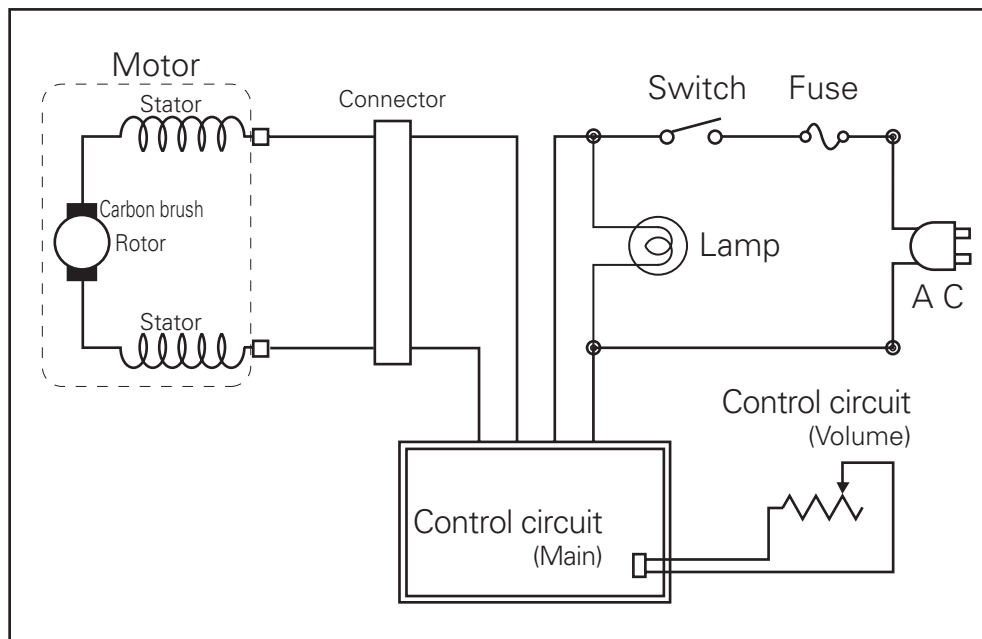 Motor
Stator
Connector
Switch
Fuse
Carbon brush
Rotor
Lamp
A C
Stator
Control circuit
(Volume)
Control circuit
(Main)